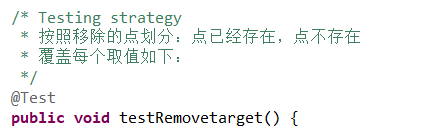 /* Testing strategy
* 按照移除的点划分：点已经存在，点不存在
* 覆盖每个取值如下：
*/
@Test
public void testRemovetarget() {